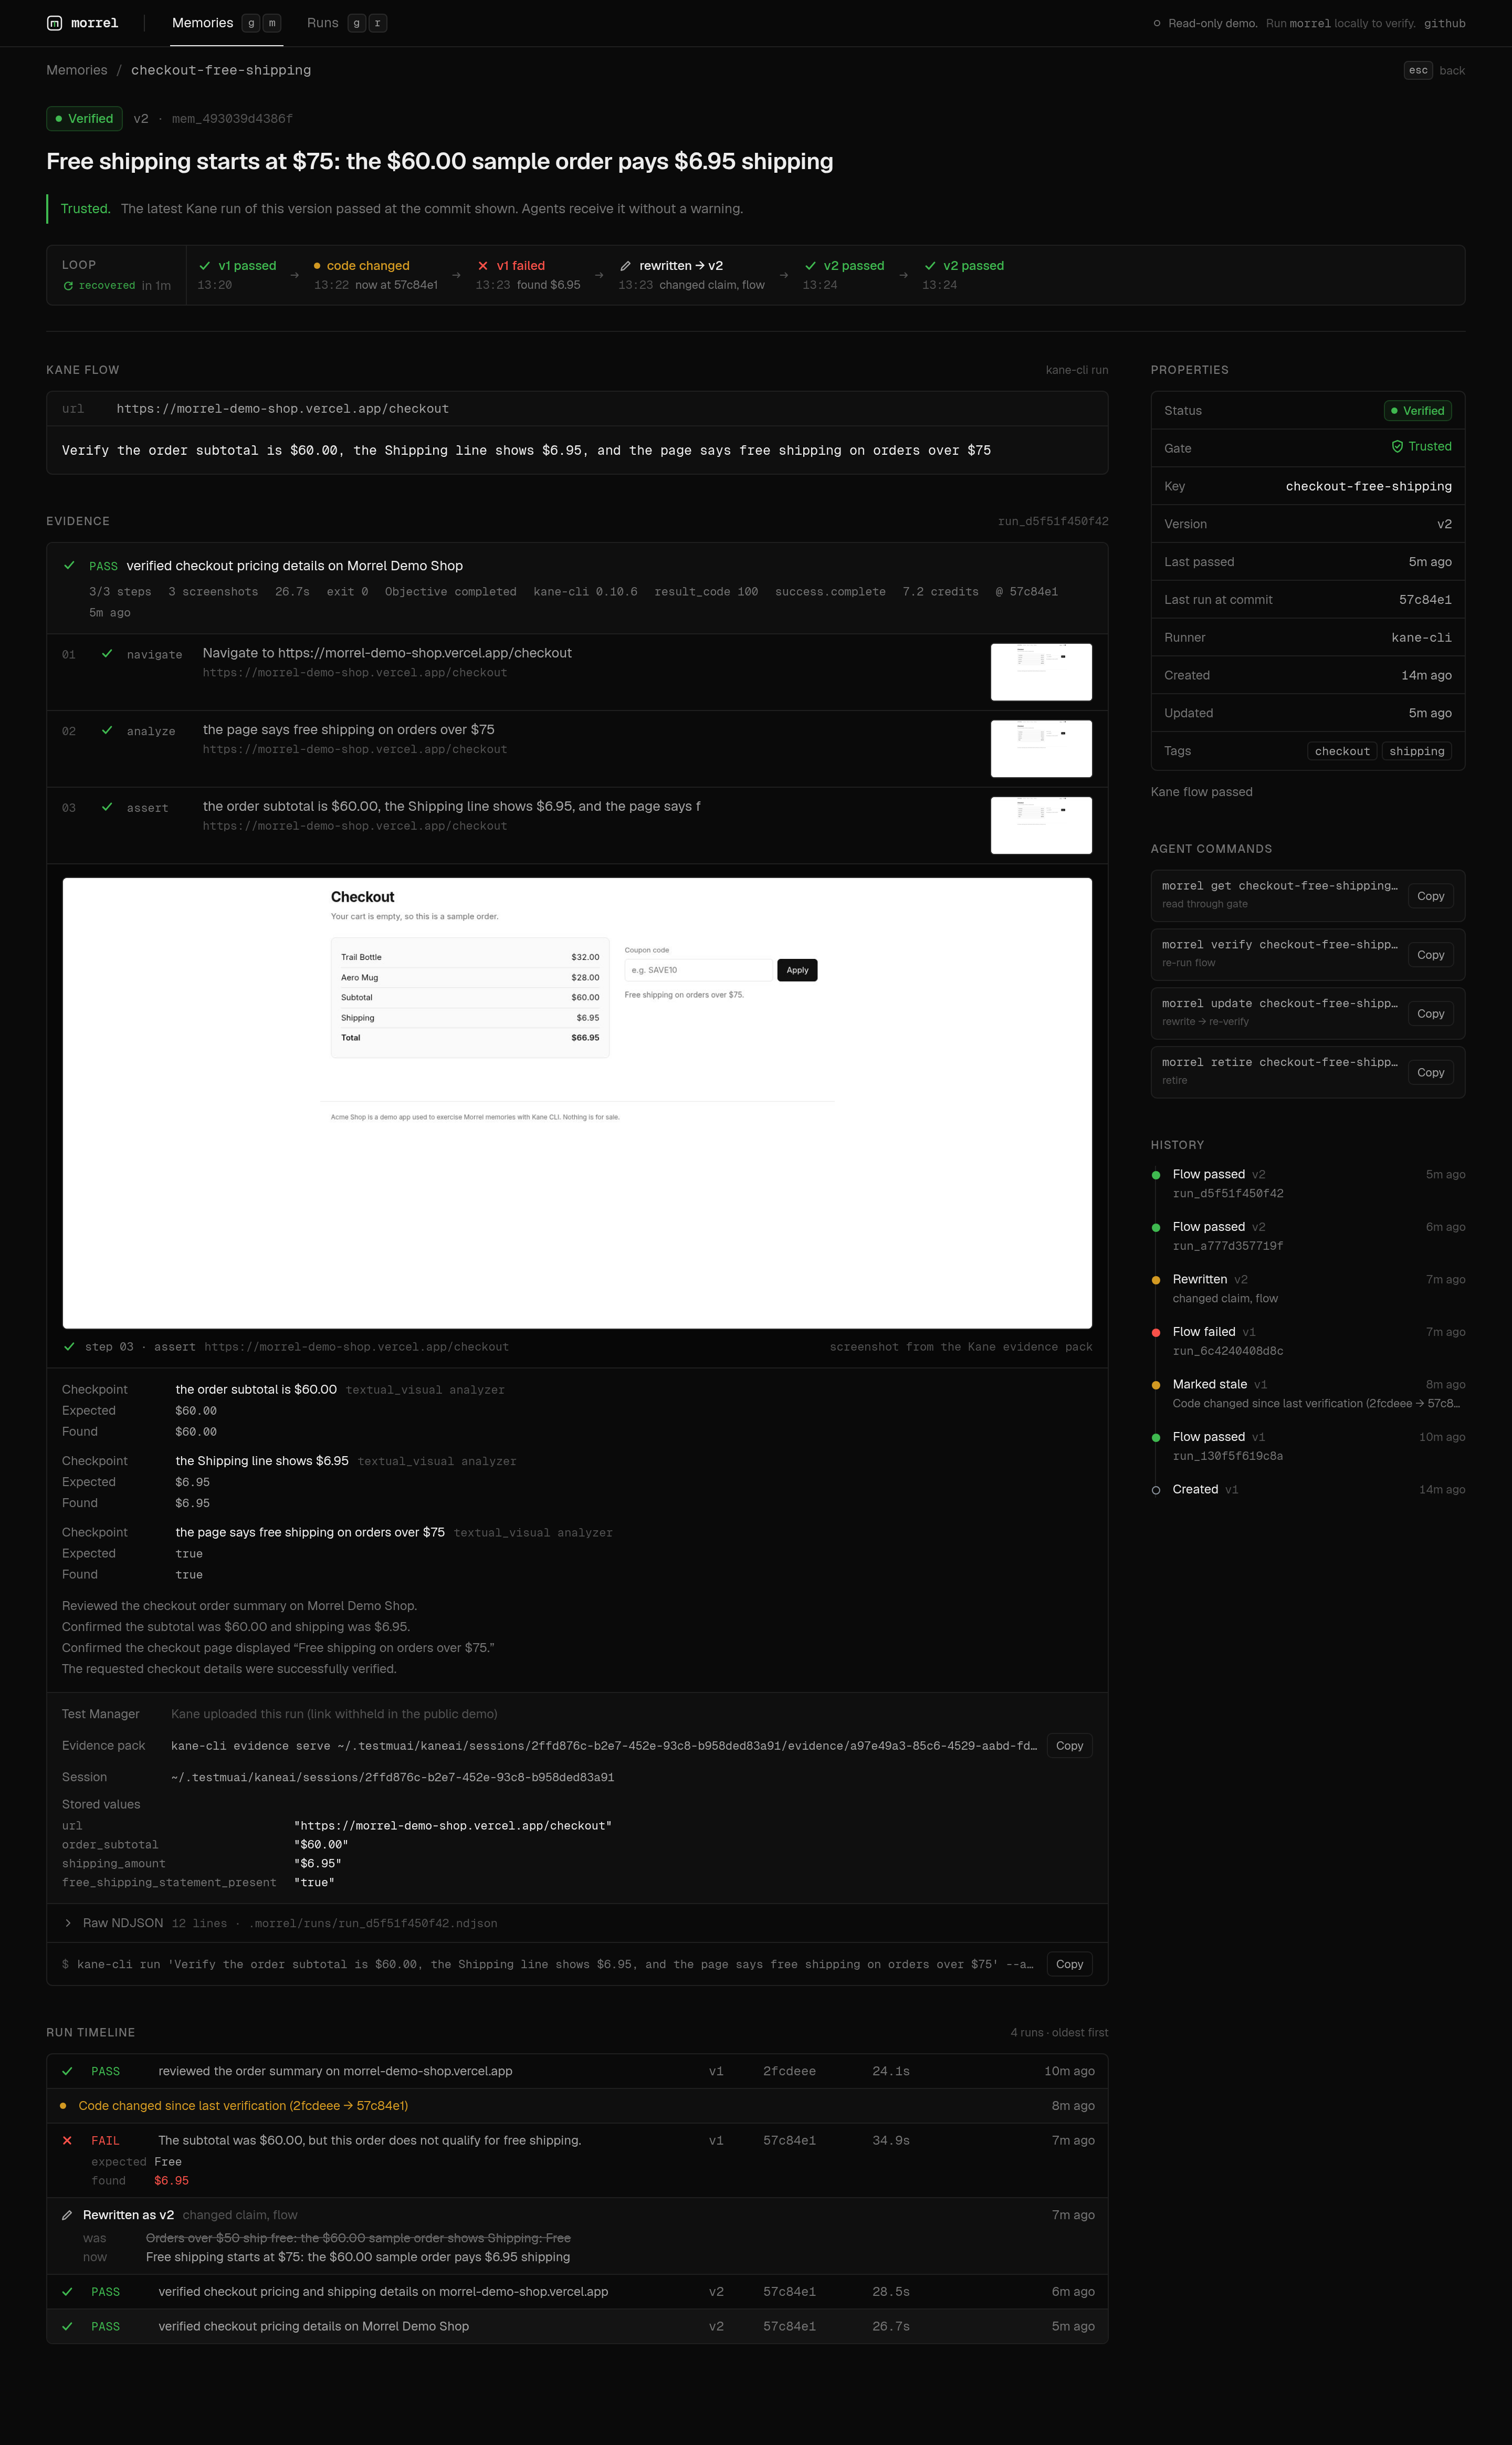 morrel
Memories g m Runs g r
Read-only demo. Run morrel locally to verify. github
Memories / checkout-free-shipping
esc back
Verified v2 · mem_493039d4386f
Free shipping starts at $75: the $60.00 sample order pays $6.95 shipping
Trusted. The latest Kane run of this version passed at the commit shown. Agents receive it without a warning.
LOOP
recovered in 1m
v1 passed
13:20
→
code changed
13:22 now at 57c84e1
→
v1 failed
13:23 found $6.95
→
rewritten → v2
13:23 changed claim, flow
→
v2 passed
13:24
→
v2 passed
13:24
KANE FLOW kane-cli run
url https://morrel-demo-shop.vercel.app/checkout
Verify the order subtotal is $60.00, the Shipping line shows $6.95, and the page says free shipping on orders over $75
EVIDENCE run_d5f51f450f42
PASS verified checkout pricing details on Morrel Demo Shop
3/3 steps 3 screenshots 26.7s exit 0 Objective completed kane-cli 0.10.6 result_code 100 success.complete 7.2 credits @ 57c84e1
5m ago
01 navigate Navigate to https://morrel-demo-shop.vercel.app/checkout
https://morrel-demo-shop.vercel.app/checkout
02 analyze the page says free shipping on orders over $75
https://morrel-demo-shop.vercel.app/checkout
03 assert the order subtotal is $60.00, the Shipping line shows $6.95, and the page says f
https://morrel-demo-shop.vercel.app/checkout
Checkout
Your cart is empty, so this is a sample order.
Trail Bottle $32.00
Aero Mug $28.00
Subtotal $60.00
Shipping $6.95
Total $66.95
Coupon code
e.g. SAVE10 Apply
Free shipping on orders over $75.
Acme Shop is a demo app used to exercise Morrel memories with Kane CLI. Nothing is for sale.
step 03 · assert https://morrel-demo-shop.vercel.app/checkout screenshot from the Kane evidence pack
Checkpoint the order subtotal is $60.00 textual_visual analyzer
Expected $60.00
Found $60.00
Checkpoint the Shipping line shows $6.95 textual_visual analyzer
Expected $6.95
Found $6.95
Checkpoint the page says free shipping on orders over $75 textual_visual analyzer
Expected true
Found true
Reviewed the checkout order summary on Morrel Demo Shop.
Confirmed the subtotal was $60.00 and shipping was $6.95.
Confirmed the checkout page displayed “Free shipping on orders over $75.”
The requested checkout details were successfully verified.
Test Manager Kane uploaded this run (link withheld in the public demo)
Evidence pack kane-cli evidence serve ~/.testmuai/kaneai/sessions/2ffd876c-b2e7-452e-93c8-b958ded83a91/evidence/a97e49a3-85c6-4529-aabd-fd… Copy
Session ~/.testmuai/kaneai/sessions/2ffd876c-b2e7-452e-93c8-b958ded83a91
Stored values
url "https://morrel-demo-shop.vercel.app/checkout"
order_subtotal "$60.00"
shipping_amount "$6.95"
free_shipping_statement_present "true"
Raw NDJSON 12 lines · .morrel/runs/run_d5f51f450f42.ndjson
$ kane-cli run 'Verify the order subtotal is $60.00, the Shipping line shows $6.95, and the page says free shipping on orders over $75' --a… Copy
RUN TIMELINE 4 runs · oldest first
PASS reviewed the order summary on morrel-demo-shop.vercel.app v1 2fcdeee 24.1s 10m ago
Code changed since last verification (2fcdeee → 57c84e1) 8m ago
FAIL The subtotal was $60.00, but this order does not qualify for free shipping. v1 57c84e1 34.9s 7m ago
expected Free
found $6.95
Rewritten as v2 changed claim, flow 7m ago
was Orders over $50 ship free: the $60.00 sample order shows Shipping: Free
now Free shipping starts at $75: the $60.00 sample order pays $6.95 shipping
PASS verified checkout pricing and shipping details on morrel-demo-shop.vercel.app v2 57c84e1 28.5s 6m ago
PASS verified checkout pricing details on Morrel Demo Shop v2 57c84e1 26.7s 5m ago
PROPERTIES
Status Verified
Gate Trusted
Key checkout-free-shipping
Version v2
Last passed 5m ago
Last run at commit 57c84e1
Runner kane-cli
Created 14m ago
Updated 5m ago
Tags checkout shipping
Kane flow passed
AGENT COMMANDS
morrel get checkout-free-shipping… Copy
read through gate
morrel verify checkout-free-shipp… Copy
re-run flow
morrel update checkout-free-shipp… Copy
rewrite → re-verify
morrel retire checkout-free-shipp… Copy
retire
HISTORY
Flow passed v2 5m ago
run_d5f51f450f42
Flow passed v2 6m ago
run_a777d357719f
Rewritten v2 7m ago
changed claim, flow
Flow failed v1 7m ago
run_6c4240408d8c
Marked stale v1 8m ago
Code changed since last verification (2fcdeee → 57c8…
Flow passed v1 10m ago
run_130f5f619c8a
Created v1 14m ago